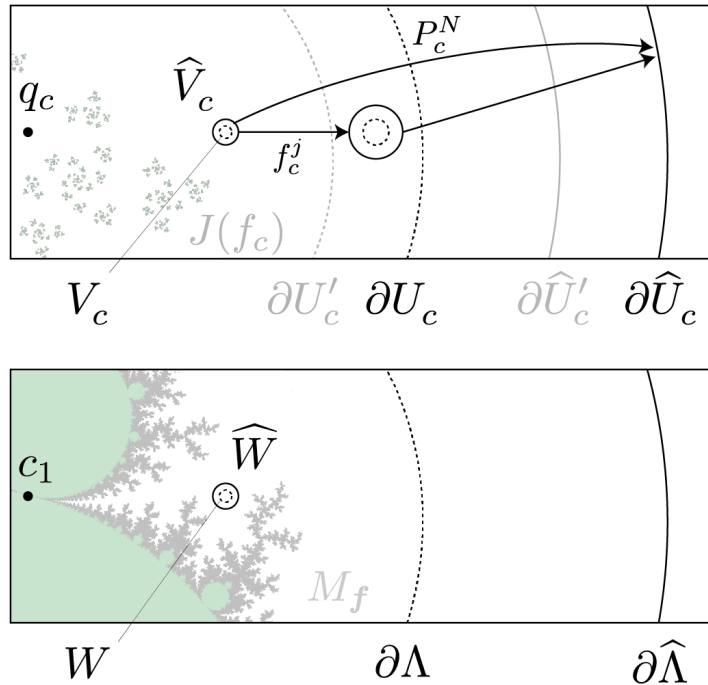 P_c^N
q_c
\widehat{V}_c
f_c^j
J(f_c)
V_c ∂U'_c ∂U_c ∂\widehat{U}'_c ∂\widehat{U}_c
c_1
\widehat{W}
M_f
W ∂Λ ∂\widehat{Λ}